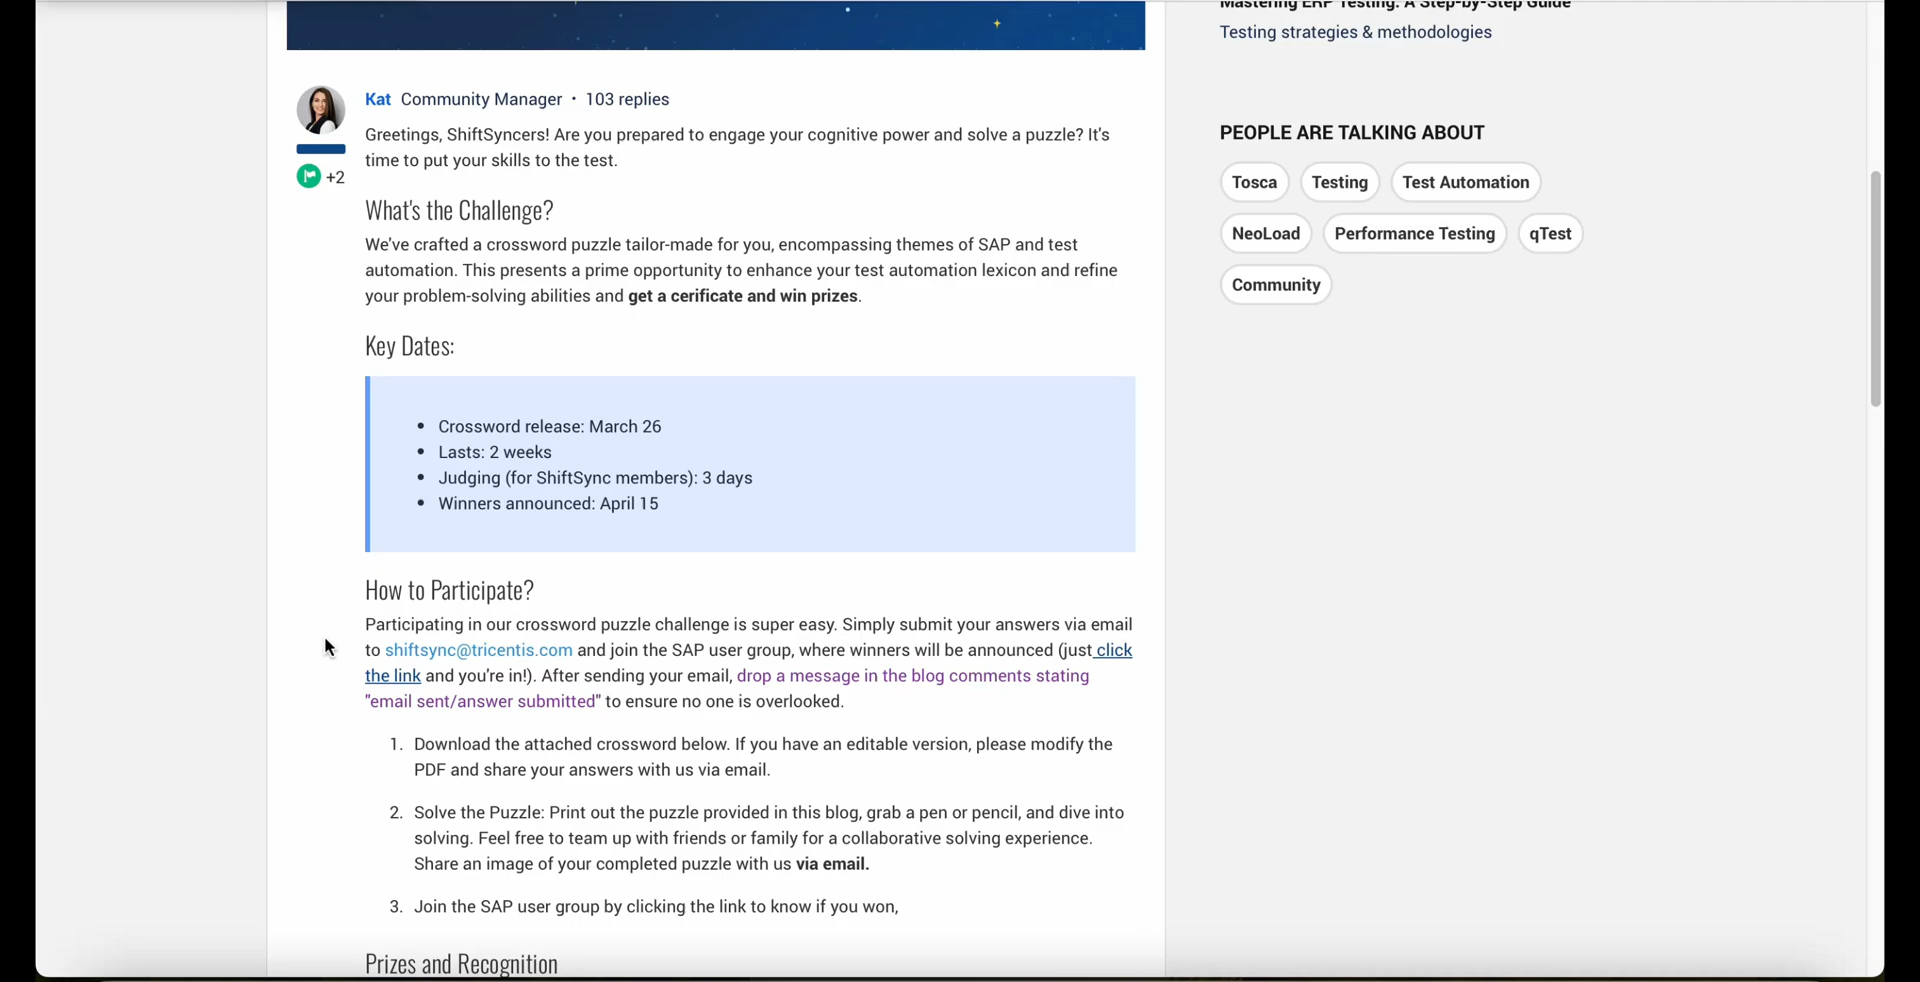 Mastering ERP Testing: A Step-by-Step Guide
Testing strategies & methodologies
Kat Community Manager · 103 replies
Greetings, ShiftSyncers! Are you prepared to engage your cognitive power and solve a puzzle? It's
time to put your skills to the test.
+2
What's the Challenge?
We've crafted a crossword puzzle tailor-made for you, encompassing themes of SAP and test
automation. This presents a prime opportunity to enhance your test automation lexicon and refine
your problem-solving abilities and get a cerificate and win prizes.
Key Dates:
• Crossword release: March 26
• Lasts: 2 weeks
• Judging (for ShiftSync members): 3 days
• Winners announced: April 15
How to Participate?
Participating in our crossword puzzle challenge is super easy. Simply submit your answers via email
to shiftsync@tricentis.com and join the SAP user group, where winners will be announced (just click
the link and you're in!). After sending your email, drop a message in the blog comments stating
"email sent/answer submitted" to ensure no one is overlooked.
1. Download the attached crossword below. If you have an editable version, please modify the
PDF and share your answers with us via email.
2. Solve the Puzzle: Print out the puzzle provided in this blog, grab a pen or pencil, and dive into
solving. Feel free to team up with friends or family for a collaborative solving experience.
Share an image of your completed puzzle with us via email.
3. Join the SAP user group by clicking the link to know if you won,
Prizes and Recognition
PEOPLE ARE TALKING ABOUT
Tosca Testing Test Automation
NeoLoad Performance Testing qTest
Community